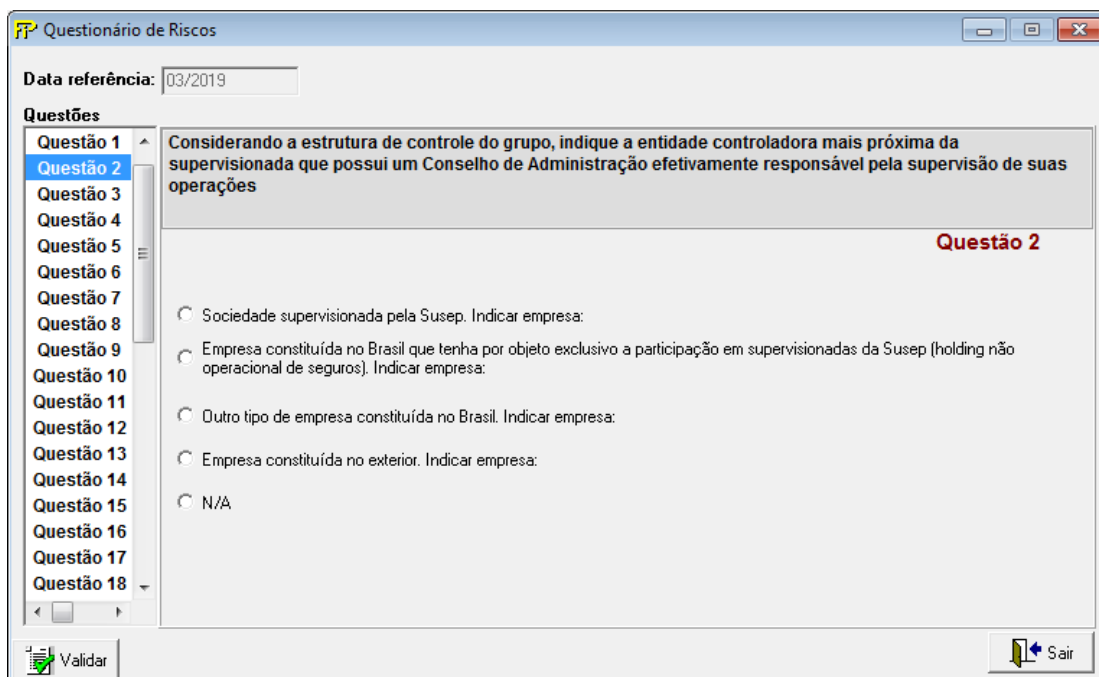 FIP Questionário de Riscos
Data referência: 03/2019
Questões
Questão 1
Questão 2
Questão 3
Questão 4
Questão 5
Questão 6
Questão 7
Questão 8
Questão 9
Questão 10
Questão 11
Questão 12
Questão 13
Questão 14
Questão 15
Questão 16
Questão 17
Questão 18
Considerando a estrutura de controle do grupo, indique a entidade controladora mais próxima da
supervisionada que possui um Conselho de Administração efetivamente responsável pela supervisão de suas
operações
Questão 2
Sociedade supervisionada pela Susep. Indicar empresa:
Empresa constituída no Brasil que tenha por objeto exclusivo a participação em supervisionadas da Susep (holding não
operacional de seguros). Indicar empresa:
Outro tipo de empresa constituída no Brasil. Indicar empresa:
Empresa constituída no exterior. Indicar empresa:
N/A
Validar
Sair